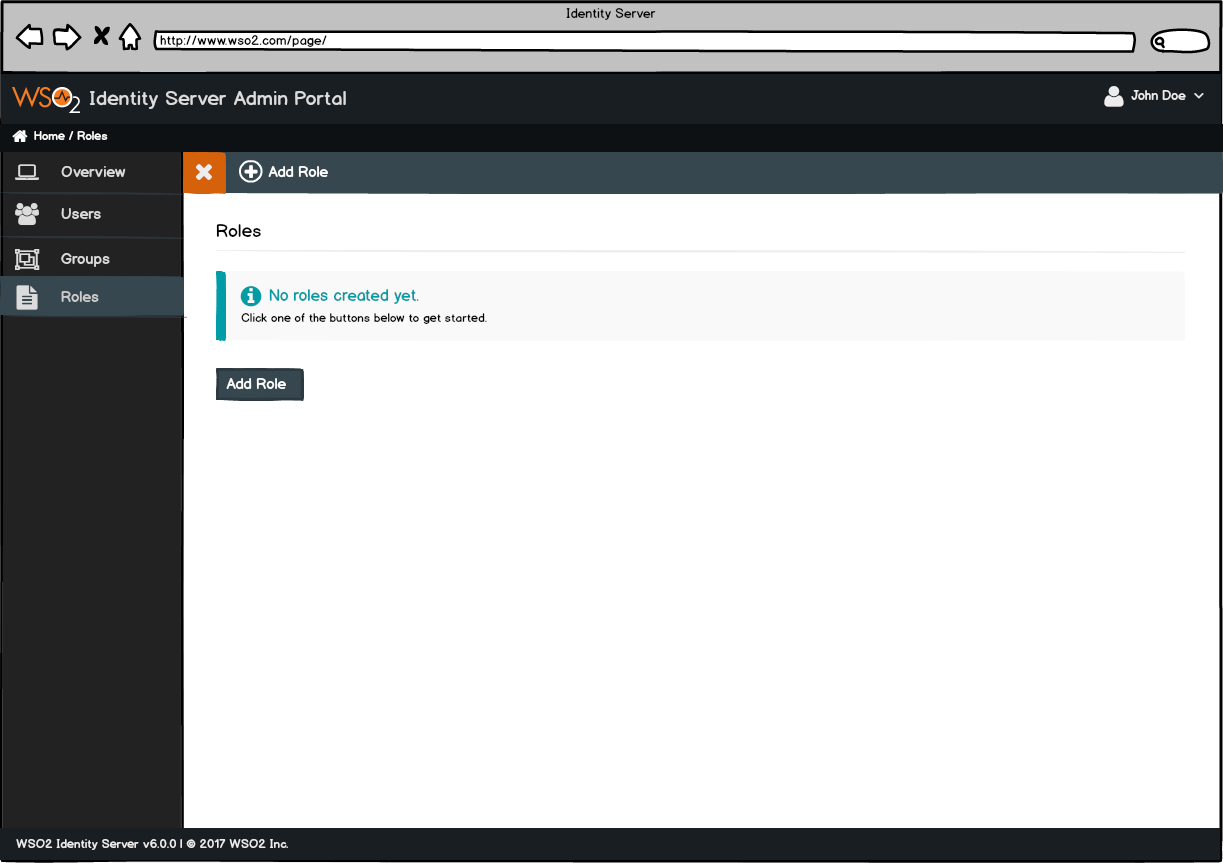 Identity Server
http://www.wso2.com/page/
WSO2 Identity Server Admin Portal
John Doe
Home / Roles
Overview
Add Role
Users
Roles
Groups
No roles created yet.
Roles
Click one of the buttons below to get started.
Add Role
WSO2 Identity Server v6.0.0 | © 2017 WSO2 Inc.